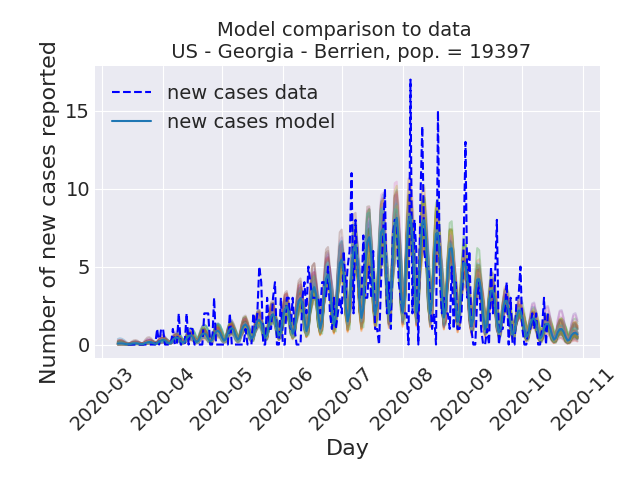 Model comparison to data
US - Georgia - Berrien, pop. = 19397
Number of new cases reported
15
10
5
0
new cases data
new cases model
2020-03
2020-04
2020-05
2020-06
2020-07
2020-08
2020-09
2020-10
2020-11
Day